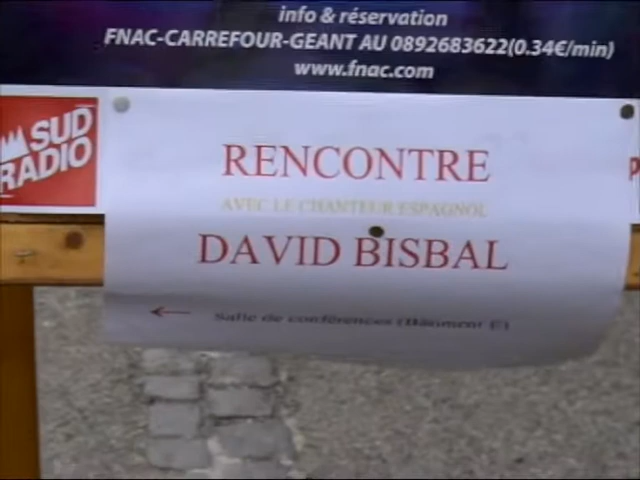 info & réservation
FNAC-CARREFOUR-GEANT AU 0892683622(0.34€/min)
www.fnac.com
SUD
RADIO
RENCONTRE
AVEC LE CHANTEUR ESPAGNOL
DAVID BISBAL
← Salle de conférences (Bâtiment E)
P